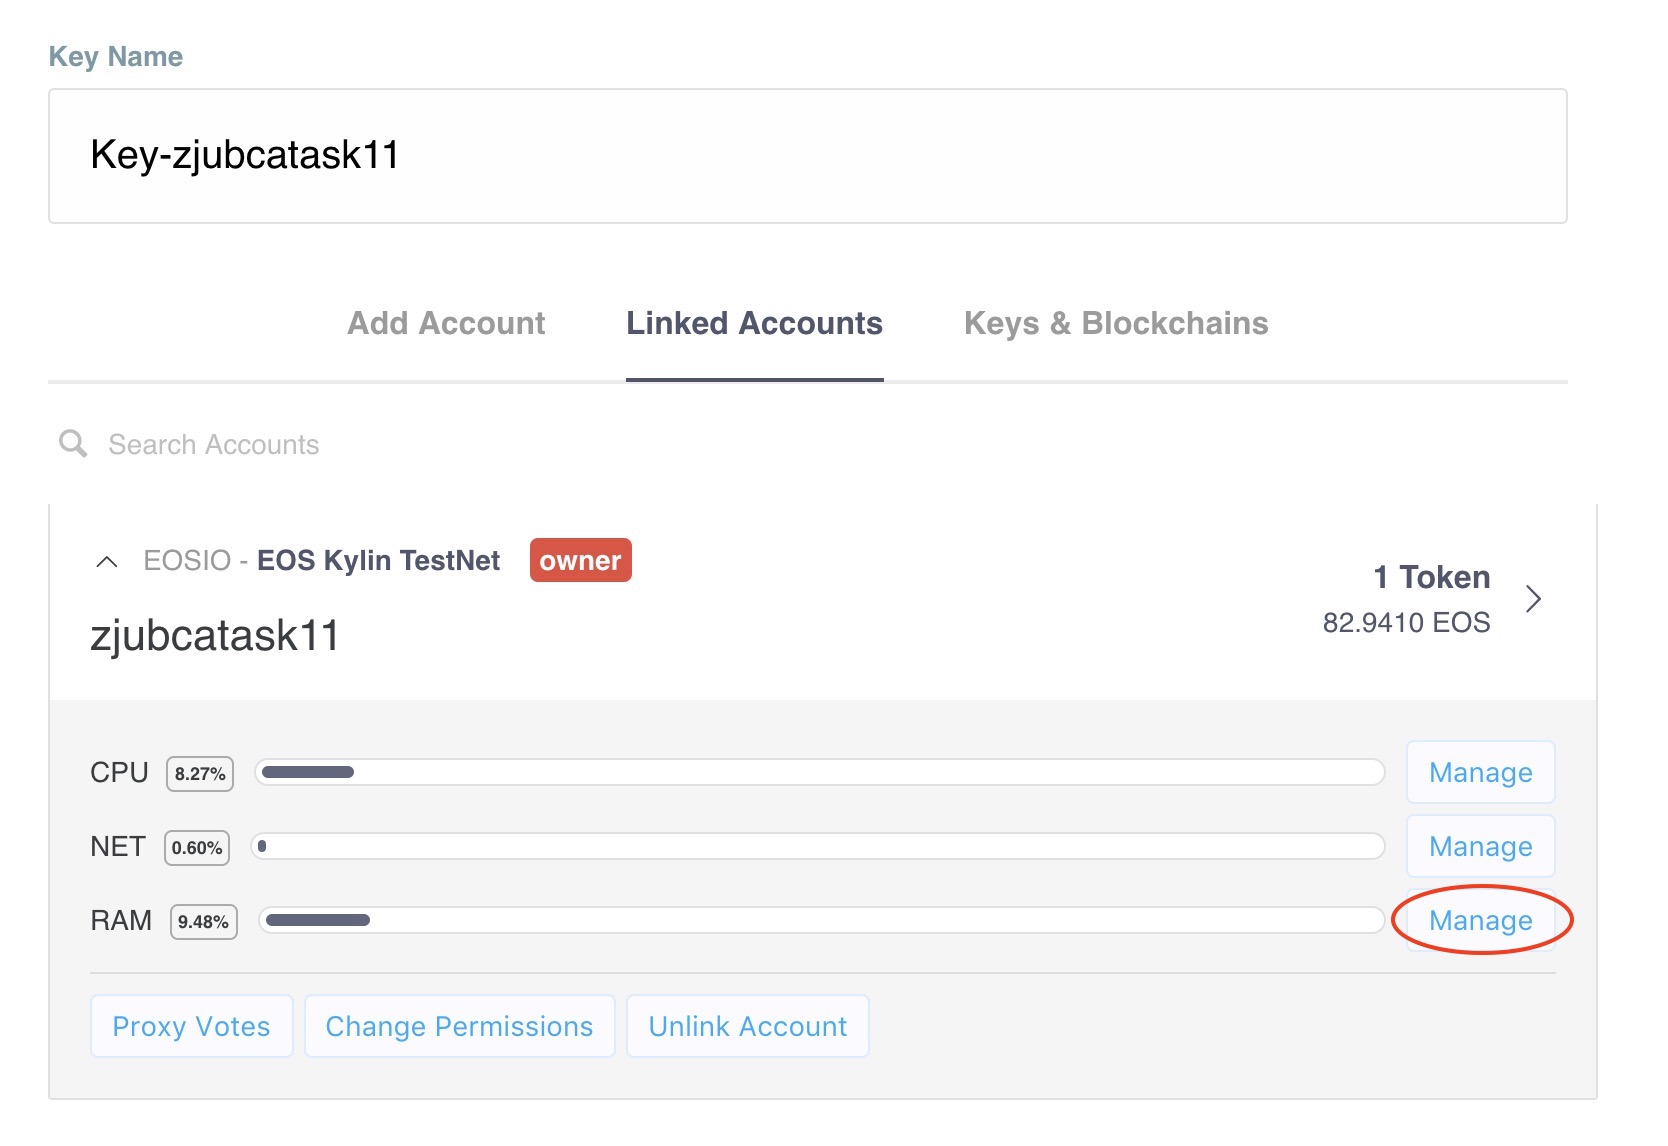 Key Name
Key-zjubcatask11
Add Account Linked Accounts Keys & Blockchains
Search Accounts
EOSIO - EOS Kylin TestNet owner
zjubcatask11
1 Token
82.9410 EOS
CPU 8.27% Manage
NET 0.60% Manage
RAM 9.48% Manage
Proxy Votes Change Permissions Unlink Account